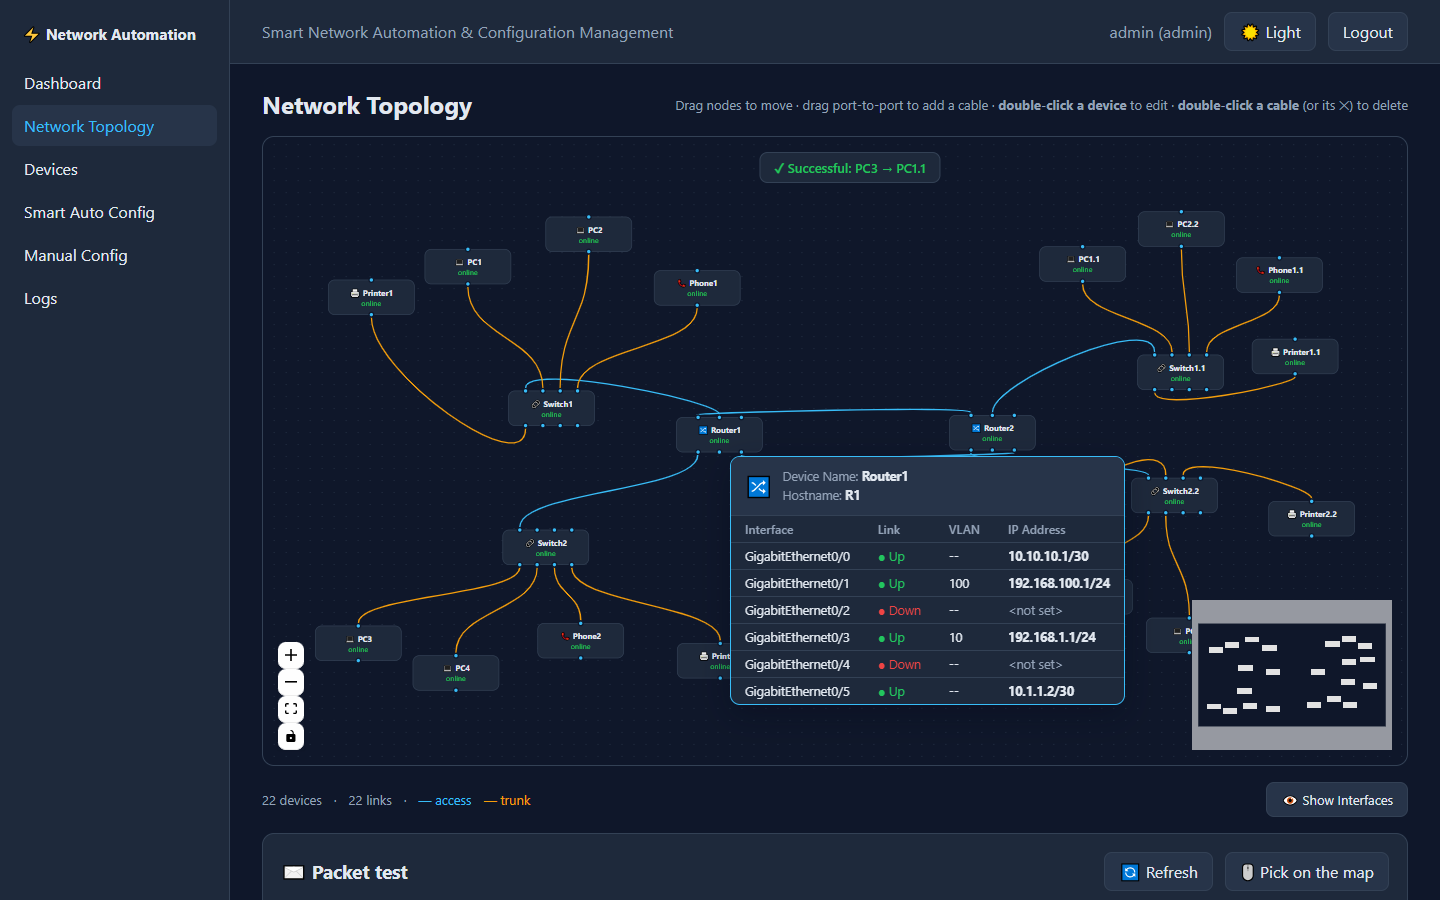 ⚡ Network Automation
Dashboard
Network Topology
Devices
Smart Auto Config
Manual Config
Logs
Smart Network Automation & Configuration Management
admin (admin)
Light
Logout
Network Topology
Drag nodes to move · drag port-to-port to add a cable · double-click a device to edit · double-click a cable (or its ✕) to delete
✓ Successful: PC3 → PC1.1
PC2
online
PC1
online
Printer1
online
Phone1
online
PC2.2
online
PC1.1
online
Phone1.1
online
Printer1.1
online
Switch1.1
online
Switch1
online
Router1
online
Router2
online
Switch2.2
online
Printer2.2
online
Switch2
online
PC3
online
PC4
online
Phone2
online
Print
online
Device Name: Router1
Hostname: R1
Interface Link VLAN IP Address
GigabitEthernet0/0 ● Up -- 10.10.10.1/30
GigabitEthernet0/1 ● Up 100 192.168.100.1/24
GigabitEthernet0/2 ● Down -- <not set>
GigabitEthernet0/3 ● Up 10 192.168.1.1/24
GigabitEthernet0/4 ● Down -- <not set>
GigabitEthernet0/5 ● Up -- 10.1.1.2/30
22 devices · 22 links · — access — trunk
Show Interfaces
Packet test
Refresh
Pick on the map